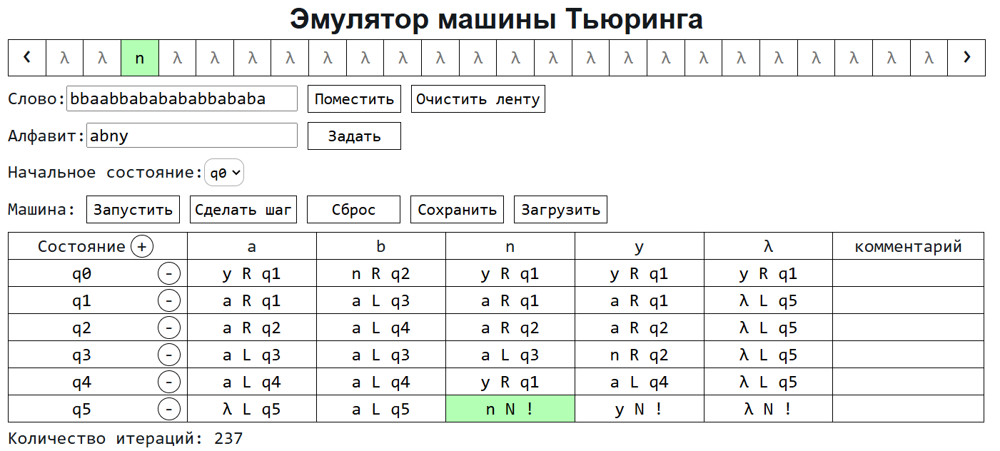 Эмулятор машины Тьюринга
< λ λ n λ λ λ λ λ λ λ λ λ λ λ λ λ λ λ λ λ λ >
Слово: bbaabbababababbababa Поместить Очистить ленту
Алфавит: abny Задать
Начальное состояние: q0
Машина: Запустить Сделать шаг Сброс Сохранить Загрузить
Состояние + a b n y λ комментарий
q0 - y R q1 n R q2 y R q1 y R q1 y R q1
q1 - a R q1 a L q3 a R q1 a R q1 λ L q5
q2 - a R q2 a L q4 a R q2 a R q2 λ L q5
q3 - a L q3 a L q3 a L q3 n R q2 λ L q5
q4 - a L q4 a L q4 y R q1 a L q4 λ L q5
q5 - λ L q5 a L q5 n N ! y N ! λ N !
Количество итераций: 237